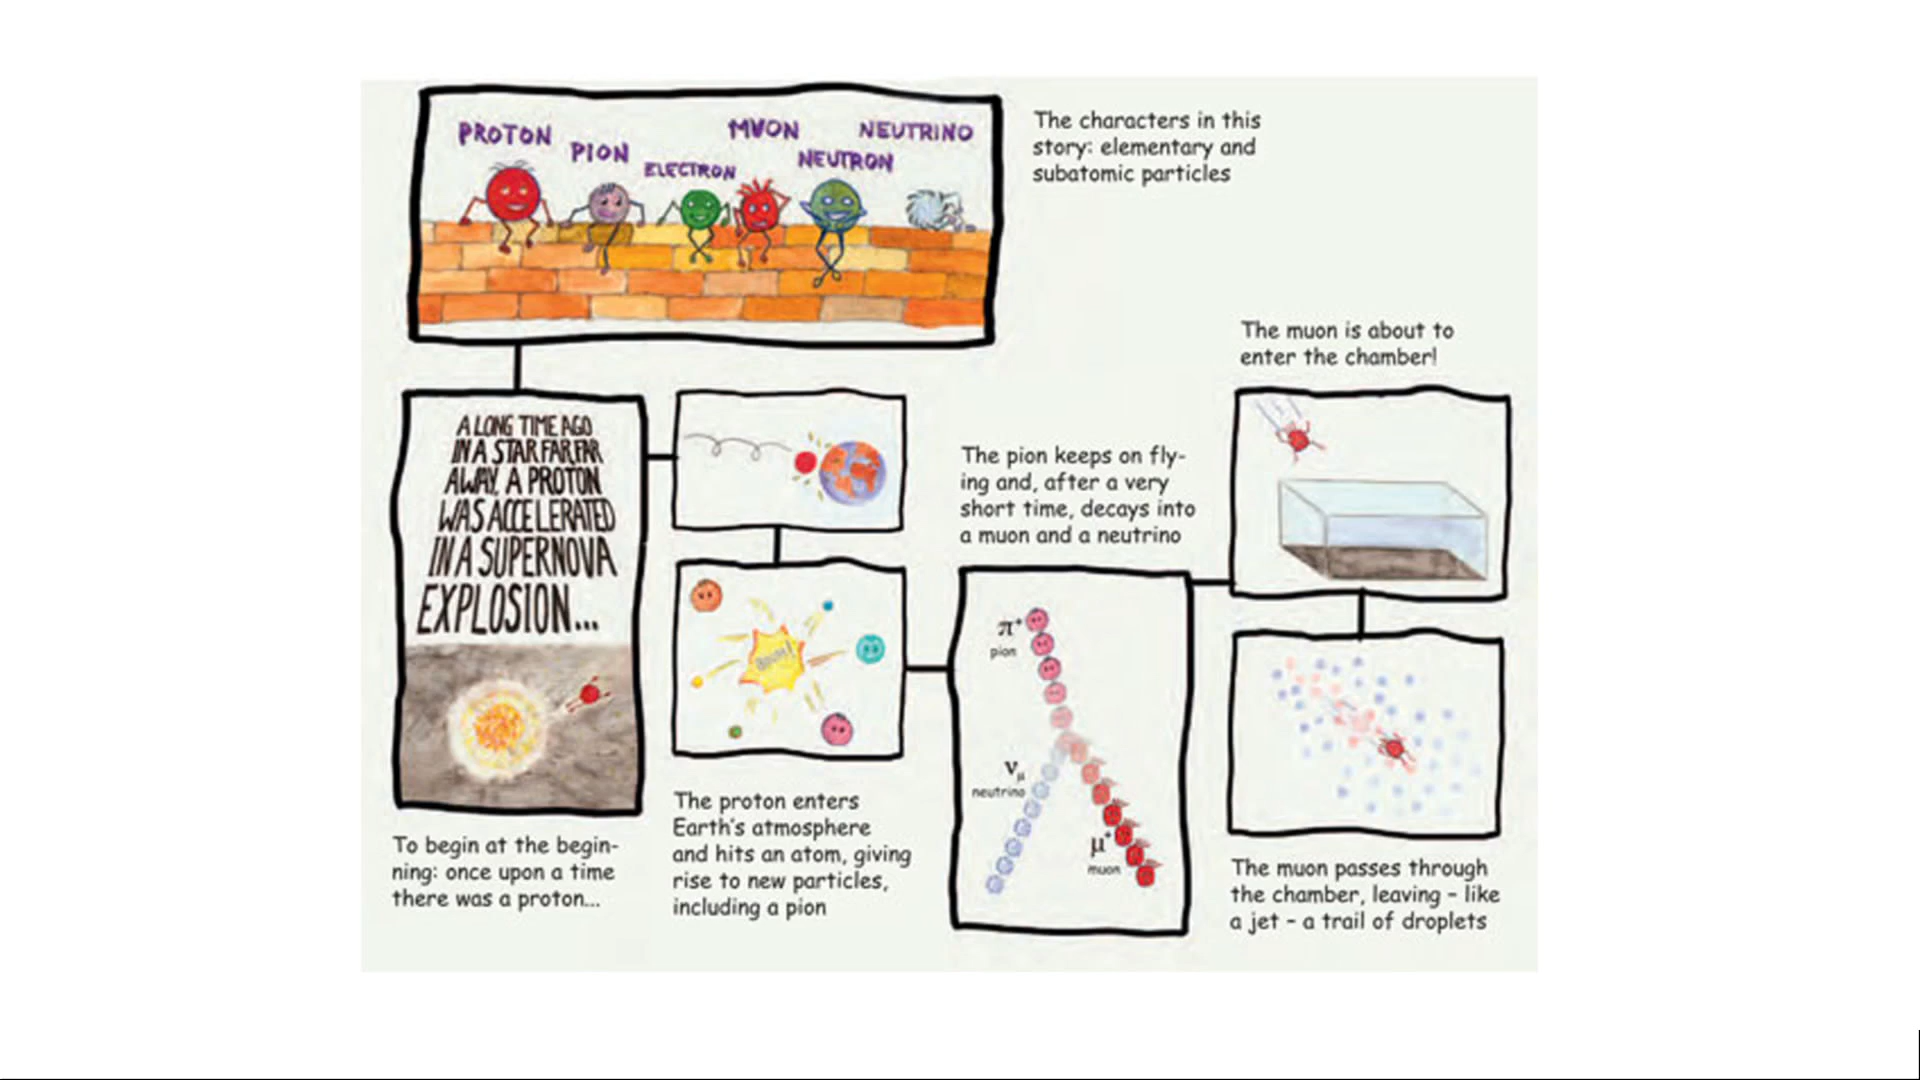 PROTON
PION
ELECTRON
MUON
NEUTRON
NEUTRINO
The characters in this
story: elementary and
subatomic particles
A LONG TIME AGO
IN A STAR FAR FAR
AWAY, A PROTON
WAS ACCELERATED
IN A SUPERNOVA
EXPLOSION...
To begin at the begin-
ning: once upon a time
there was a proton...
BOOM!
The proton enters
Earth's atmosphere
and hits an atom, giving
rise to new particles,
including a pion
The pion keeps on fly-
ing and, after a very
short time, decays into
a muon and a neutrino
π⁺
pion
νμ
neutrino
μ⁺
muon
The muon is about to
enter the chamber!
The muon passes through
the chamber, leaving – like
a jet – a trail of droplets